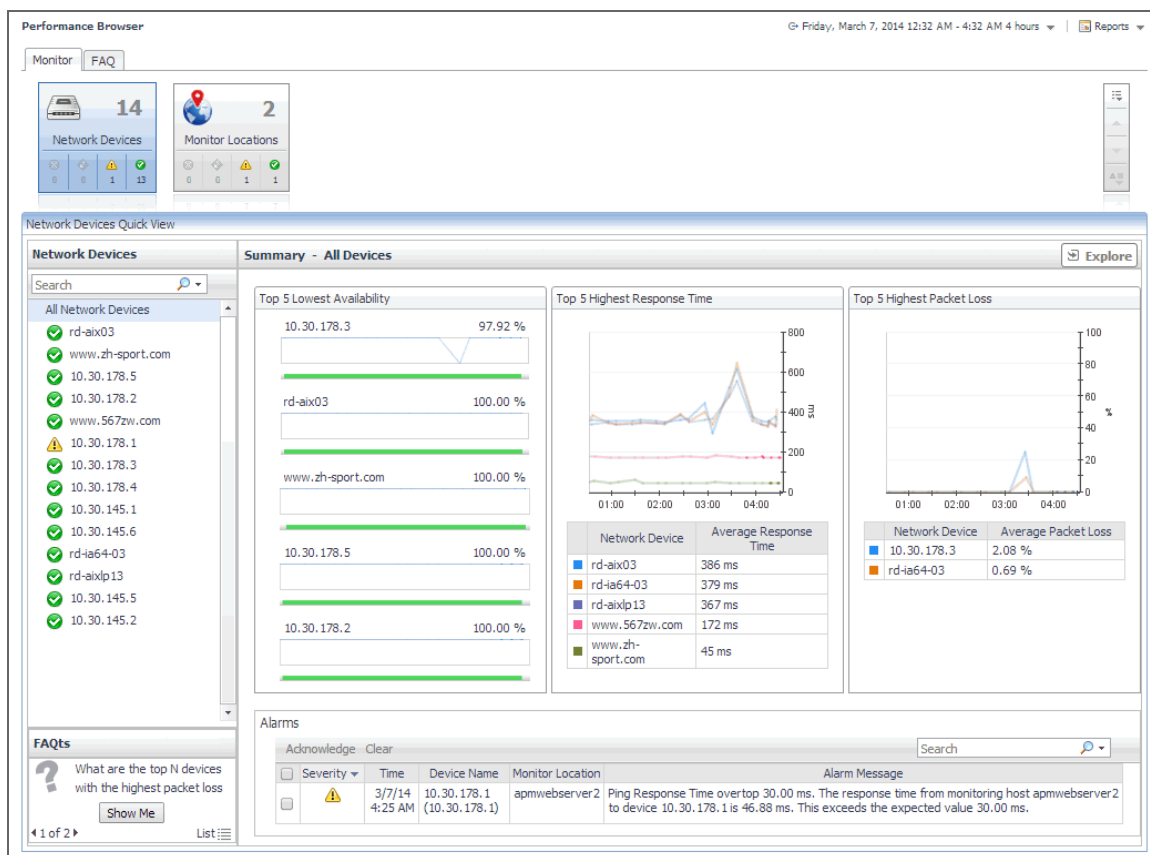 Performance Browser
Friday, March 7, 2014 12:32 AM - 4:32 AM 4 hours
Reports
Monitor
FAQ
14
Network Devices
0 0 1 13
2
Monitor Locations
0 0 1 1
Network Devices Quick View
Network Devices
Search
All Network Devices
rd-aix03
www.zh-sport.com
10.30.178.5
10.30.178.2
www.567zw.com
10.30.178.1
10.30.178.3
10.30.178.4
10.30.145.1
10.30.145.6
rd-ia64-03
rd-aixlp13
10.30.145.5
10.30.145.2
FAQts
What are the top N devices
with the highest packet loss
Show Me
1 of 2
List
Summary - All Devices
Explore
Top 5 Lowest Availability
10.30.178.3 97.92 %
rd-aix03 100.00 %
www.zh-sport.com 100.00 %
10.30.178.5 100.00 %
10.30.178.2 100.00 %
Top 5 Highest Response Time
800
600
400
200
0
ms
01:00 02:00 03:00 04:00
Network Device Average Response Time
rd-aix03 386 ms
rd-ia64-03 379 ms
rd-aixlp13 367 ms
www.567zw.com 172 ms
www.zh-sport.com 45 ms
Top 5 Highest Packet Loss
100
80
60
40
20
0
%
01:00 02:00 03:00 04:00
Network Device Average Packet Loss
10.30.178.3 2.08 %
rd-ia64-03 0.69 %
Alarms
Acknowledge Clear
Search
Severity Time Device Name Monitor Location Alarm Message
3/7/14 4:25 AM 10.30.178.1 (10.30.178.1) apmwebserver2 Ping Response Time overtop 30.00 ms. The response time from monitoring host apmwebserver2
to device 10.30.178.1 is 46.88 ms. This exceeds the expected value 30.00 ms.